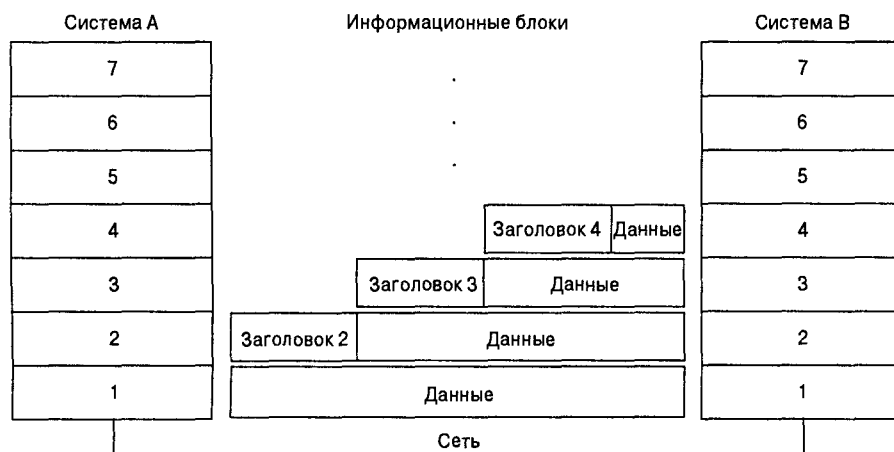 Система А Информационные блоки Система В
7 7
6 6
5 5
4 Заголовок 4 Данные 4
3 Заголовок 3 Данные 3
2 Заголовок 2 Данные 2
1 Данные 1
Сеть